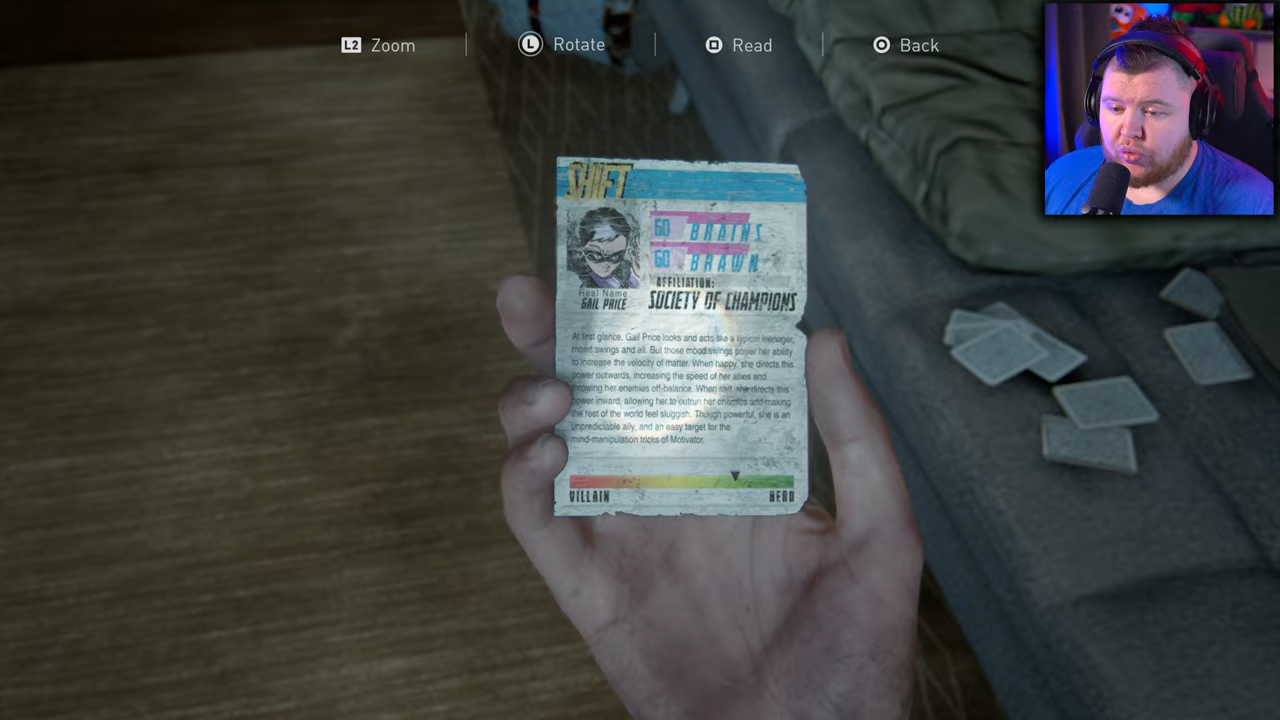 L2 Zoom L Rotate Read Back
SHIFT
60 BRAINS
60 BRAWN
AFFILIATION:
SOCIETY OF CHAMPIONS
Real Name
GAIL PRICE
At first glance, Gail Price looks and acts like a typical teenager,
mood swings and all. But those mood swings power her ability
to increase the velocity of matter. When happy, she directs this
power outwards, increasing the speed of her allies and
throwing her enemies off-balance. When sad, she directs this
power inward, allowing her to outrun her enemies and making
the rest of the world feel sluggish. Though powerful, she is an
unpredictable ally, and an easy target for the
mind-manipulation tricks of Motivator.
VILLAIN HERO